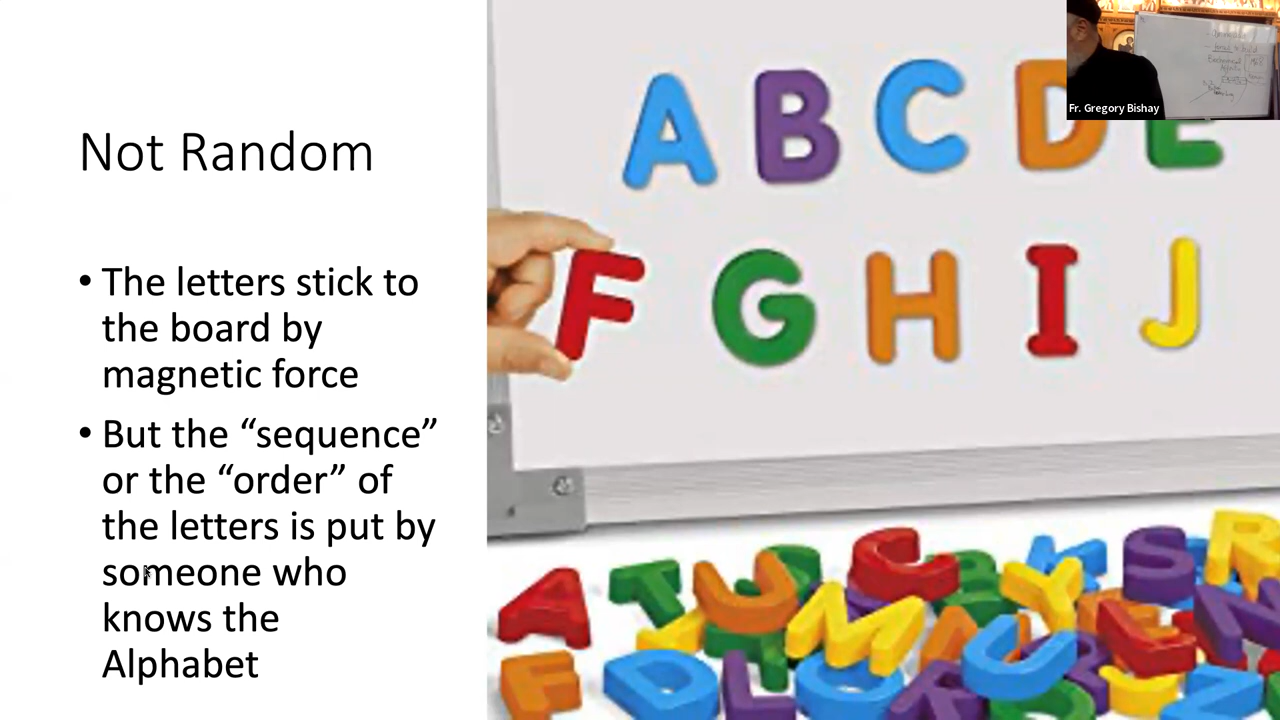 Not Random
• The letters stick to
the board by
magnetic force
• But the “sequence”
or the “order” of
the letters is put by
someone who
knows the
Alphabet
A B C D E
F G H I J
Fr. Gregory Bishay